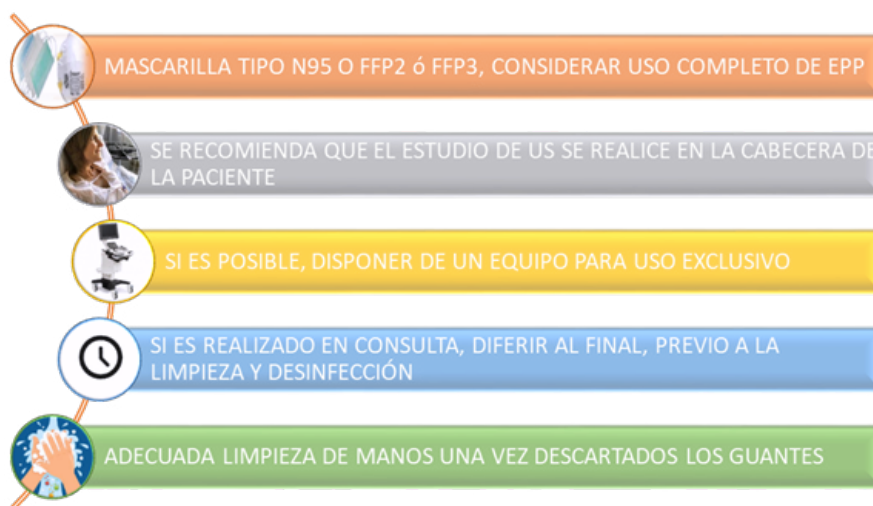 MASCARILLA TIPO N95 O FFP2 ó FFP3, CONSIDERAR USO COMPLETO DE EPP
SE RECOMIENDA QUE EL ESTUDIO DE US SE REALICE EN LA CABECERA DE
LA PACIENTE
SI ES POSIBLE, DISPONER DE UN EQUIPO PARA USO EXCLUSIVO
SI ES REALIZADO EN CONSULTA, DIFERIR AL FINAL, PREVIO A LA
LIMPIEZA Y DESINFECCIÓN
ADECUADA LIMPIEZA DE MANOS UNA VEZ DESCARTADOS LOS GUANTES